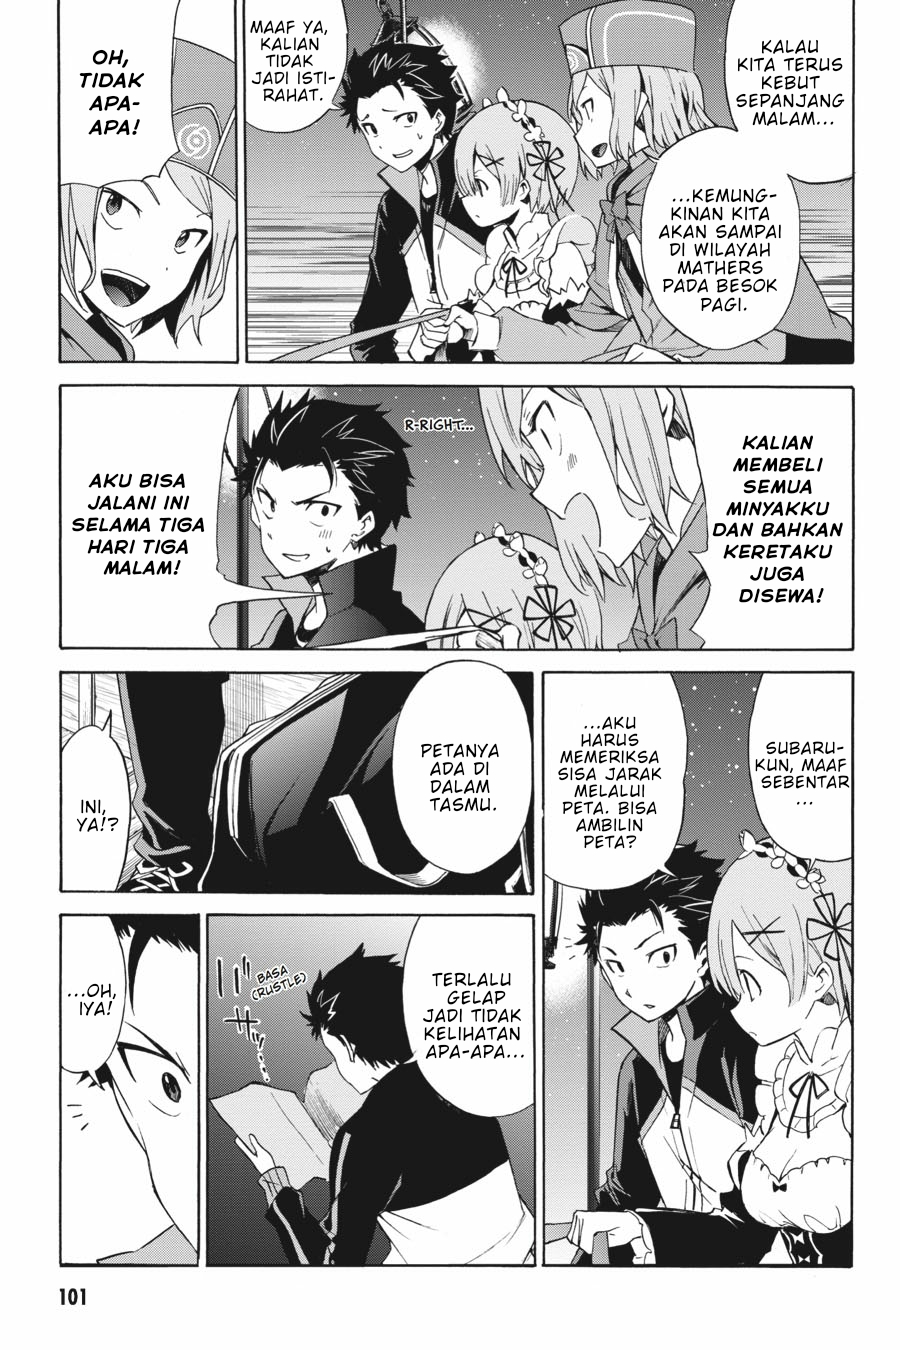 KALAU
KITA TERUS
KEBUT
SEPANJANG
MALAM...
...KEMUNG-
KINAN KITA
AKAN SAMPAI
DI WILAYAH
MATHERS
PADA BESOK
PAGI.
MAAF YA,
KALIAN
TIDAK
JADI ISTI-
RAHAT.
OH,
TIDAK
APA-
APA!
KALIAN
MEMBELI
SEMUA
MINYAKKU
DAN BAHKAN
KERETAKU
JUGA
DISEWA!
R-RIGHT...
AKU BISA
JALANI INI
SELAMA TIGA
HARI TIGA
MALAM!
SUBARU-
KUN, MAAF
SEBENTAR
...
...AKU
HARUS
MEMERIKSA
SISA JARAK
MELALUI
PETA. BISA
AMBILIN
PETA?
PETANYA
ADA DI
DALAM
TASMU.
INI,
YA!?
TERLALU
GELAP
JADI TIDAK
KELIHATAN
APA-APA...
BASA
(RUSTLE)
...OH,
IYA!
101